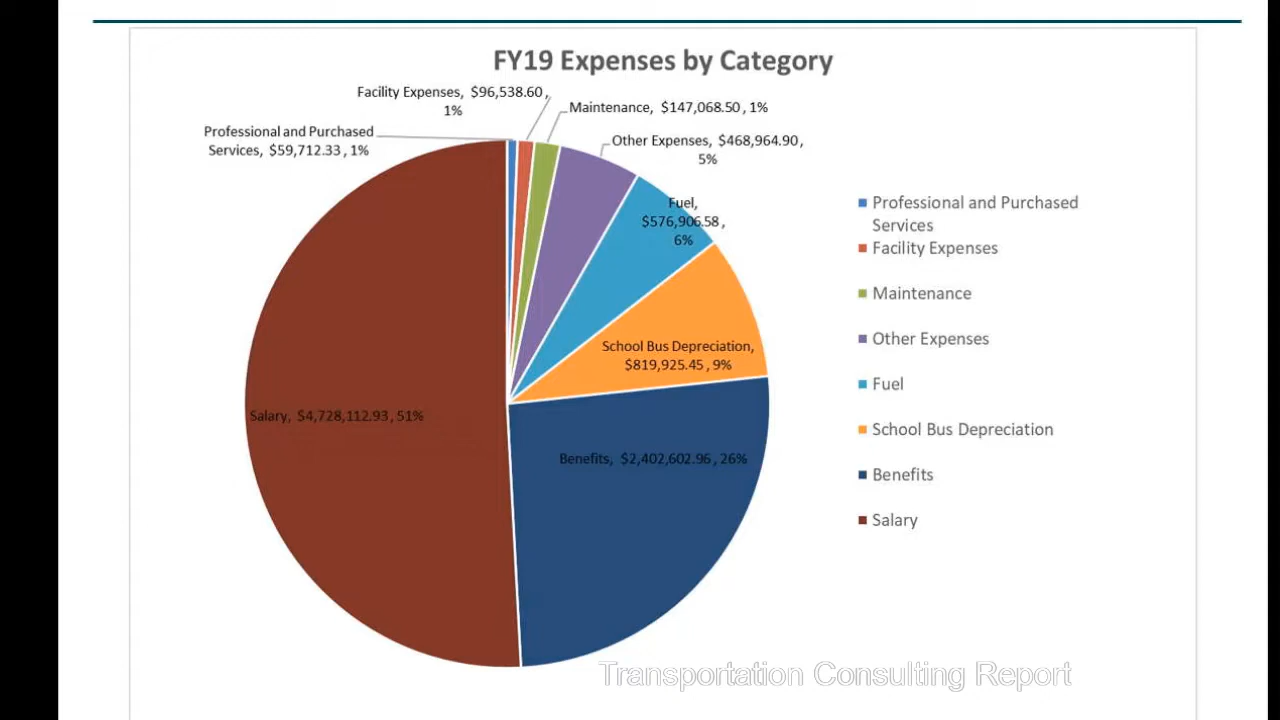 FY19 Expenses by Category
Facility Expenses, $96,538.60,
1%
Maintenance, $147,068.50, 1%
Professional and Purchased
Services, $59,712.33, 1%
Other Expenses, $468,964.90,
5%
Fuel,
$576,906.58,
6%
School Bus Depreciation,
$819,925.45, 9%
Salary, $4,728,112.93, 51%
Benefits, $2,402,602.96, 26%
Professional and Purchased
Services
Facility Expenses
Maintenance
Other Expenses
Fuel
School Bus Depreciation
Benefits
Salary
Transportation Consulting Report